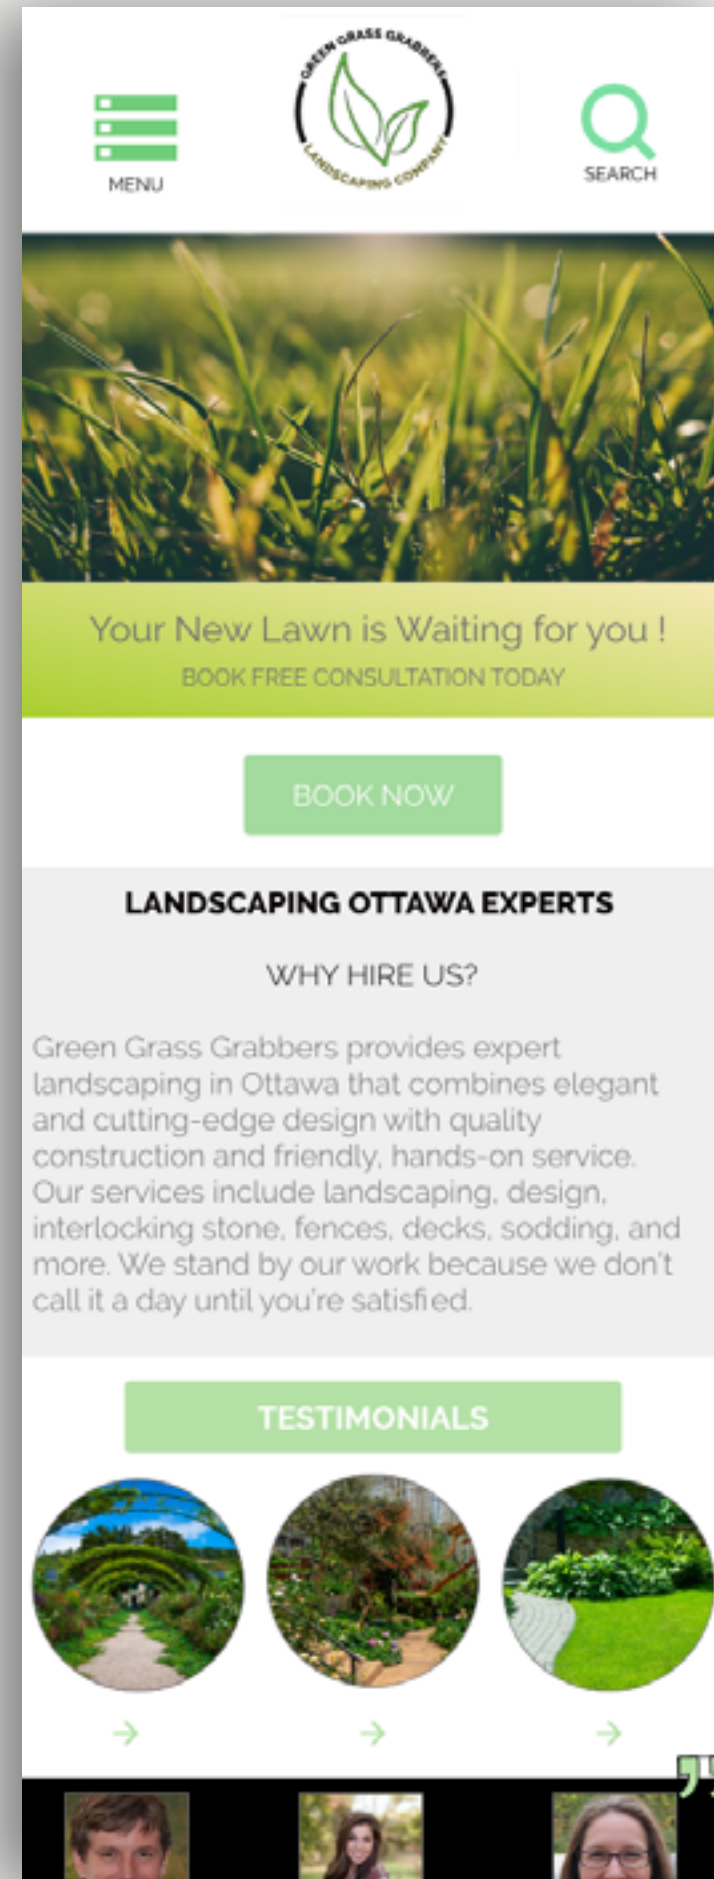 GREEN GRASS GRABBERS
LANDSCAPING COMPANY
MENU
SEARCH
Your New Lawn is Waiting for you !
BOOK FREE CONSULTATION TODAY
BOOK NOW
LANDSCAPING OTTAWA EXPERTS
WHY HIRE US?
Green Grass Grabbers provides expert
landscaping in Ottawa that combines elegant
and cutting-edge design with quality
construction and friendly, hands-on service.
Our services include landscaping, design,
interlocking stone, fences, decks, sodding, and
more. We stand by our work because we don't
call it a day until you're satisfied.
TESTIMONIALS